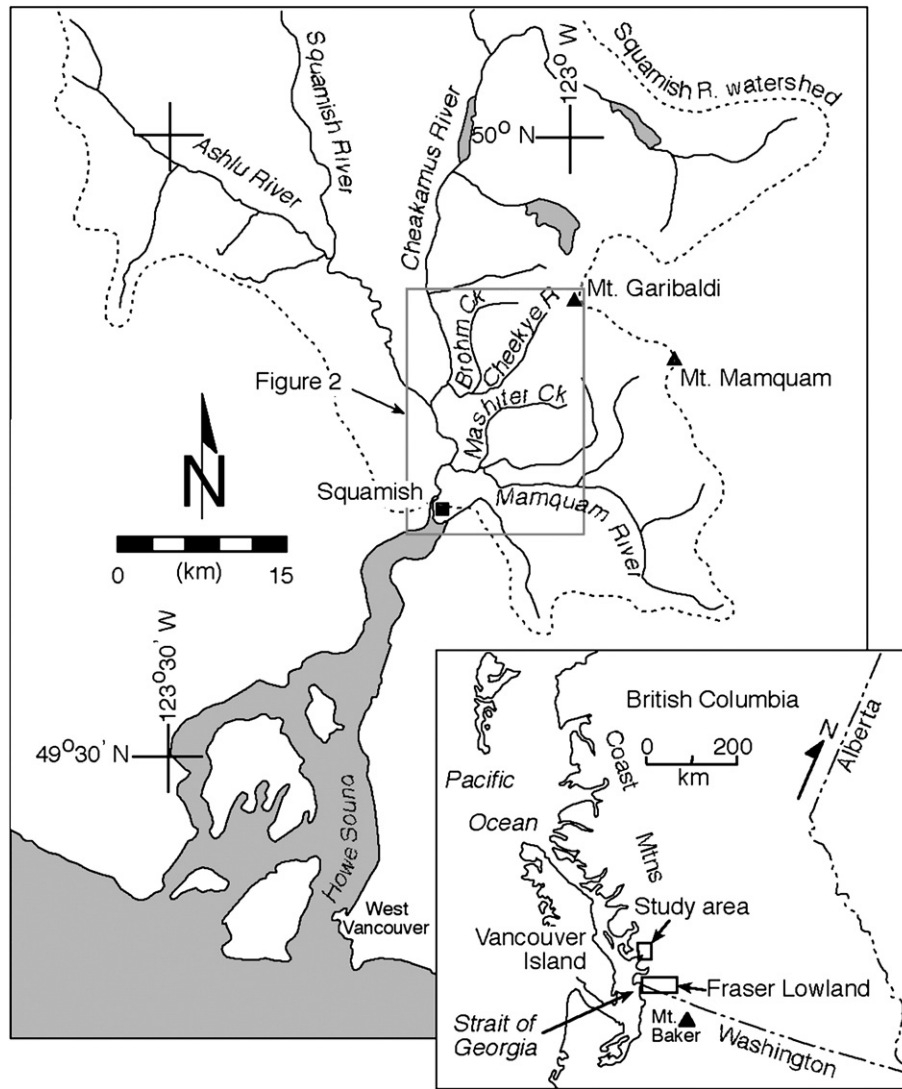 Squamish River
Cheakamus River
123° W
Squamish R. watershed
50° N
Ashlu River
Mt. Garibaldi
Brohm Ck
Cheekye R
Mt. Mamquam
Figure 2
Mashiter Ck
N
Squamish
Mamquam River
0 (km) 15
123°30' W
49°30' N
Howe Sound
West
Vancouver
British Columbia
0 200
km
N
Alberta
Coast
Mtns
Pacific
Ocean
Study area
Vancouver
Island
Fraser Lowland
Strait of
Georgia
Mt.
Baker
Washington